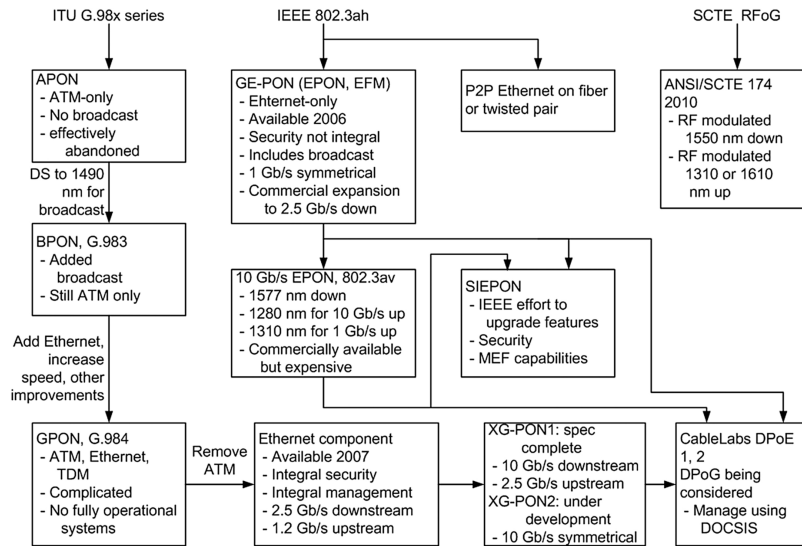 ITU G.98x series
IEEE 802.3ah
SCTE RFoG
APON
- ATM-only
- No broadcast
- effectively
abandoned
GE-PON (EPON, EFM)
- Ehternet-only
- Available 2006
- Security not integral
- Includes broadcast
- 1 Gb/s symmetrical
- Commercial expansion
to 2.5 Gb/s down
P2P Ethernet on fiber
or twisted pair
ANSI/SCTE 174
2010
- RF modulated
1550 nm down
- RF modulated
1310 or 1610
nm up
DS to 1490
nm for
broadcast
BPON, G.983
- Added
broadcast
- Still ATM only
10 Gb/s EPON, 802.3av
- 1577 nm down
- 1280 nm for 10 Gb/s up
- 1310 nm for 1 Gb/s up
- Commercially available
but expensive
SIEPON
- IEEE effort to
upgrade features
- Security
- MEF capabilities
Add Ethernet,
increase
speed, other
improvements
GPON, G.984
- ATM, Ethernet,
TDM
- Complicated
- No fully operational
systems
Remove
ATM
Ethernet component
- Available 2007
- Integral security
- Integral management
- 2.5 Gb/s downstream
- 1.2 Gb/s upstream
XG-PON1: spec
complete
- 10 Gb/s downstream
- 2.5 Gb/s upstream
XG-PON2: under
development
- 10 Gb/s symmetrical
CableLabs DPoE
1, 2
DPoG being
considered
- Manage using
DOCSIS